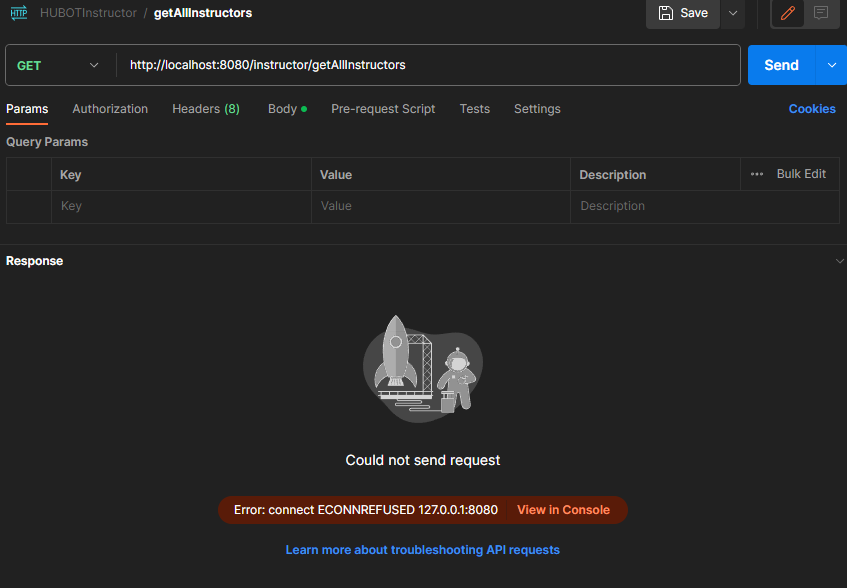 HTTP HUBOTInstructor / getAllInstructors Save
GET http://localhost:8080/instructor/getAllInstructors Send
Params Authorization Headers (8) Body Pre-request Script Tests Settings Cookies
Query Params
Key Value Description Bulk Edit
Key Value Description
Response
Could not send request
Error: connect ECONNREFUSED 127.0.0.1:8080 View in Console
Learn more about troubleshooting API requests